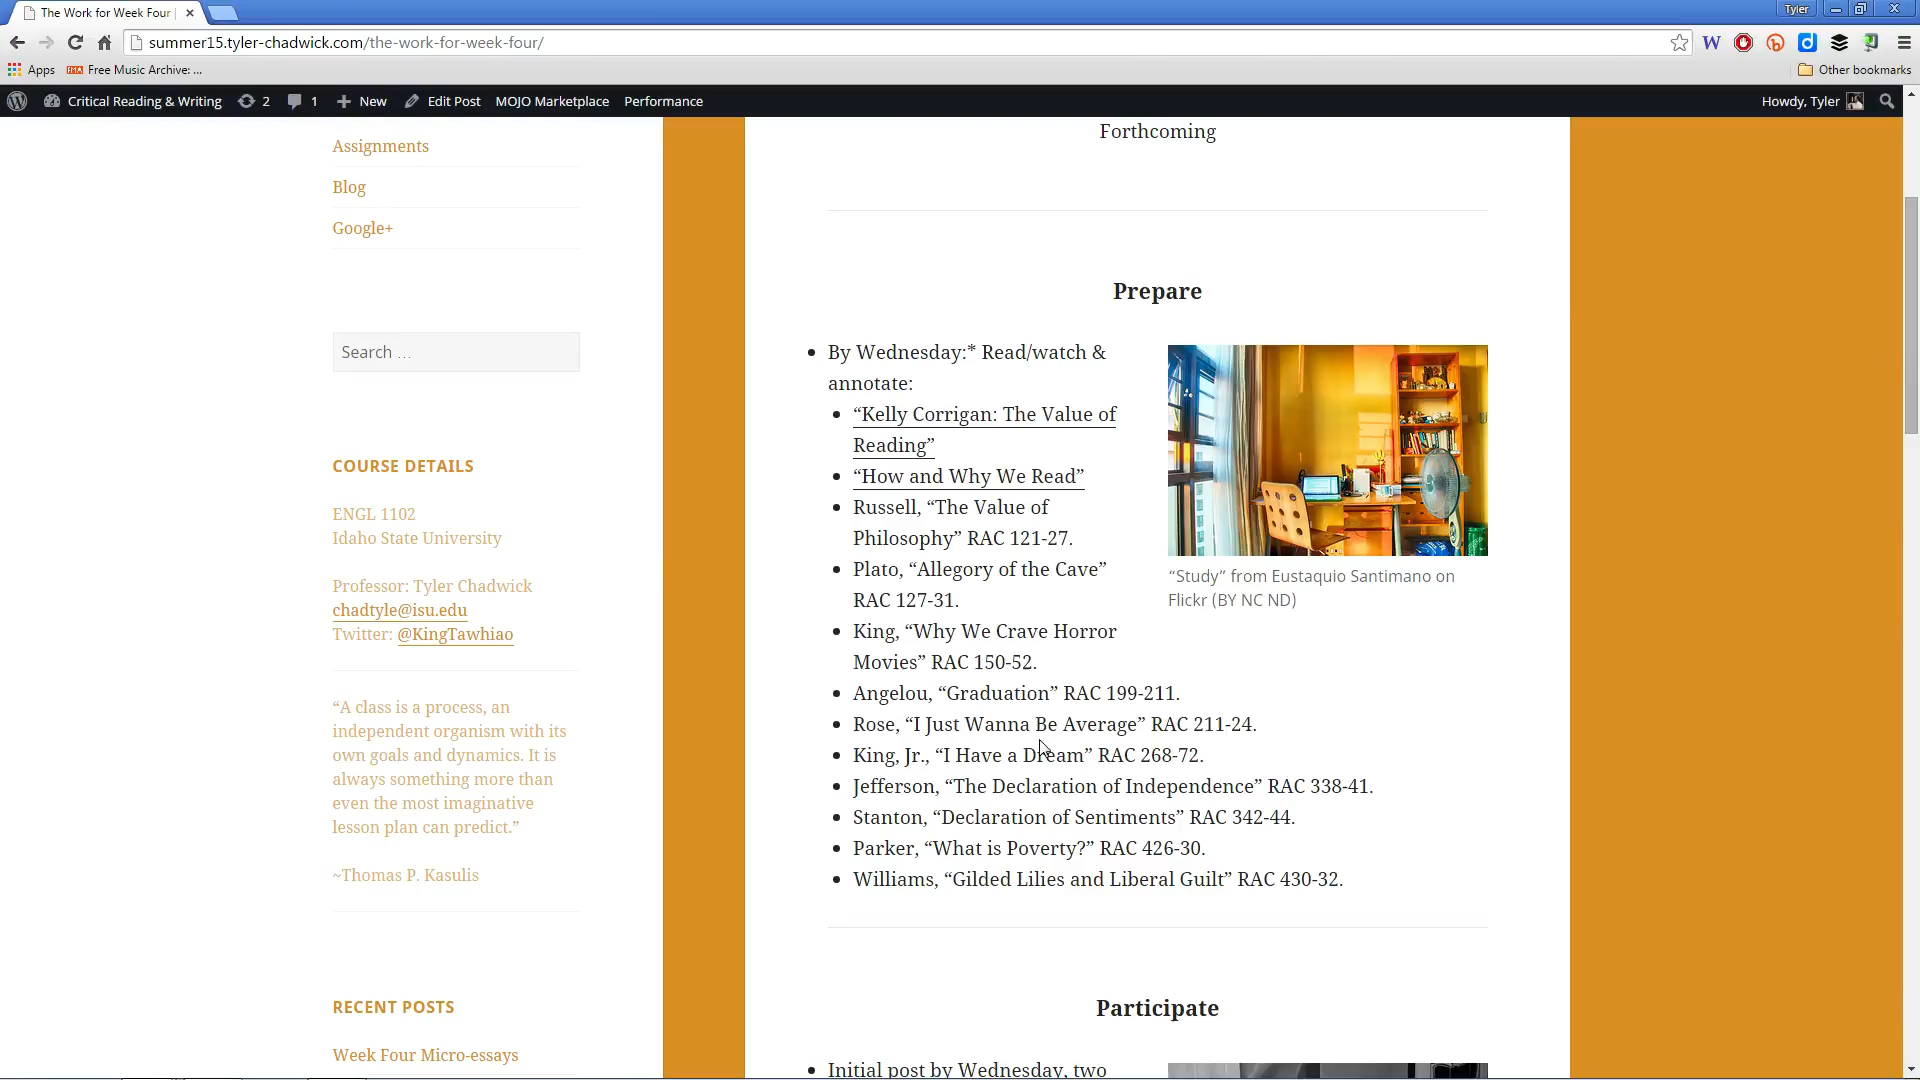 The Work for Week Four
Tyler
summer15.tyler-chadwick.com/the-work-for-week-four/
Apps
Free Music Archive: ...
Other bookmarks
Critical Reading & Writing
2
1
New
Edit Post
MOJO Marketplace
Performance
Howdy, Tyler
Assignments
Blog
Google+
Search …
COURSE DETAILS
ENGL 1102
Idaho State University
Professor: Tyler Chadwick
chadtyle@isu.edu
Twitter: @KingTawhiao
“A class is a process, an
independent organism with its
own goals and dynamics. It is
always something more than
even the most imaginative
lesson plan can predict.”
~Thomas P. Kasulis
RECENT POSTS
Week Four Micro-essays
Forthcoming
Prepare
By Wednesday:* Read/watch &
annotate:
“Kelly Corrigan: The Value of
Reading”
“How and Why We Read”
Russell, “The Value of
Philosophy” RAC 121-27.
Plato, “Allegory of the Cave”
RAC 127-31.
King, “Why We Crave Horror
Movies” RAC 150-52.
Angelou, “Graduation” RAC 199-211.
Rose, “I Just Wanna Be Average” RAC 211-24.
King, Jr., “I Have a Dream” RAC 268-72.
Jefferson, “The Declaration of Independence” RAC 338-41.
Stanton, “Declaration of Sentiments” RAC 342-44.
Parker, “What is Poverty?” RAC 426-30.
Williams, “Gilded Lilies and Liberal Guilt” RAC 430-32.
“Study” from Eustaquio Santimano on
Flickr (BY NC ND)
Participate
Initial post by Wednesday, two